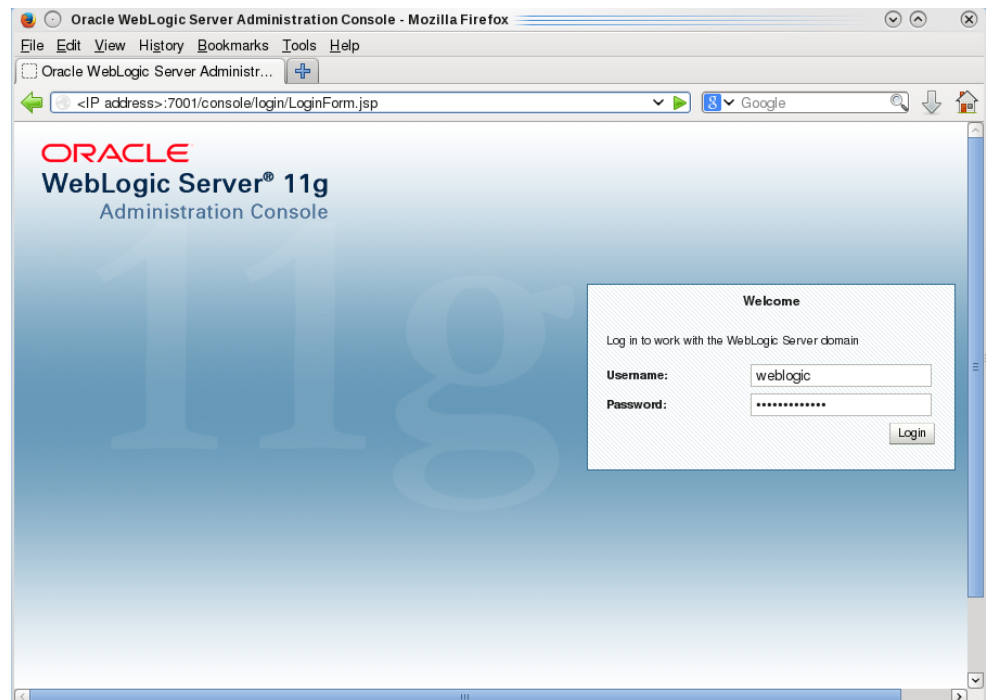 Oracle WebLogic Server Administration Console - Mozilla Firefox
File Edit View History Bookmarks Tools Help
Oracle WebLogic Server Administr...
<IP address>:7001/console/login/LoginForm.jsp
8 Google
ORACLE
WebLogic Server® 11g
Administration Console
11g
Welcome
Log in to work with the WebLogic Server domain
Username: weblogic
Password: •••••••••••••
Login